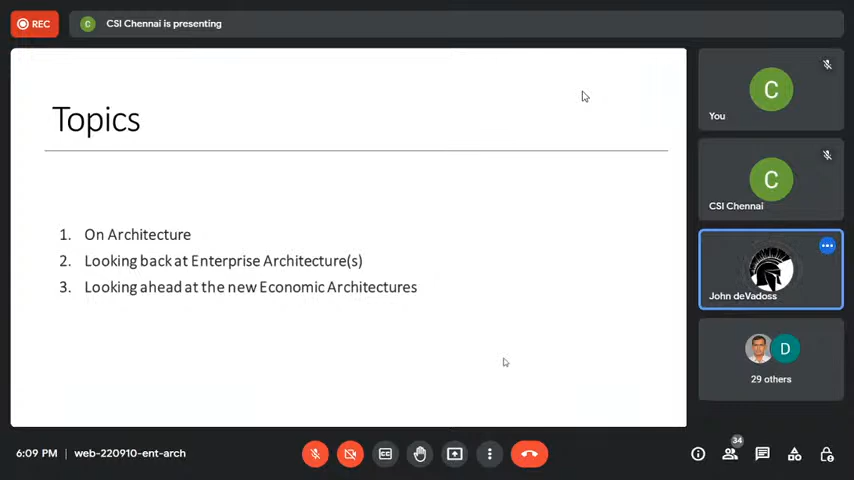 REC
C
CSI Chennai is presenting
Topics
1. On Architecture
2. Looking back at Enterprise Architecture(s)
3. Looking ahead at the new Economic Architectures
C
You
C
CSI Chennai
John deVadoss
D
29 others
6:09 PM | web-220910-ent-arch
CC
34